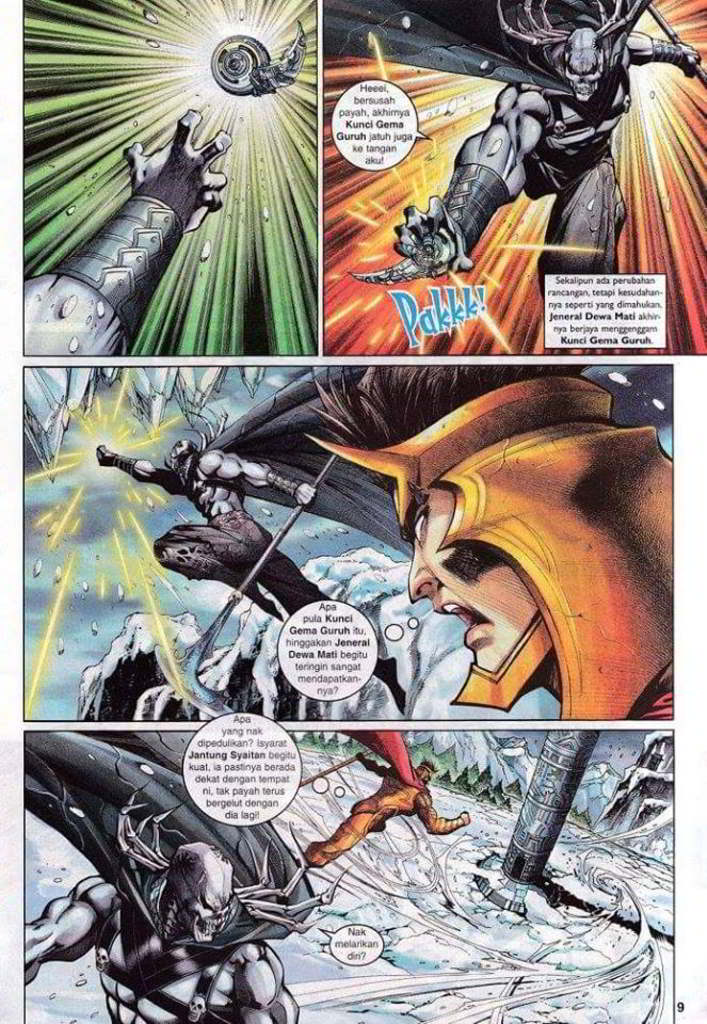 Heeei,
bersusah
payah, akhirnya
Kunci Gema
Guruh jatuh juga
ke tangan
aku!
Pakkk!
Sekalipun ada perubahan
rancangan, tetapi kesudahan-
nya seperti yang dimahukan,
Jeneral Dewa Mati akhir-
nya berjaya menggenggam
Kunci Gema Guruh.
Apa
pula Kunci
Gema Guruh itu,
hinggakan Jeneral
Dewa Mati begitu
teringin sangat
mendapatkan-
nya?
Apa
yang nak
dipedulikan? Isyarat
Jantung Syaitan begitu
kuat, ia pastinya berada
dekat dengan tempat
ni, tak payah terus
bergelut dengan
dia lagi!
Nak
melarikan
diri?
9